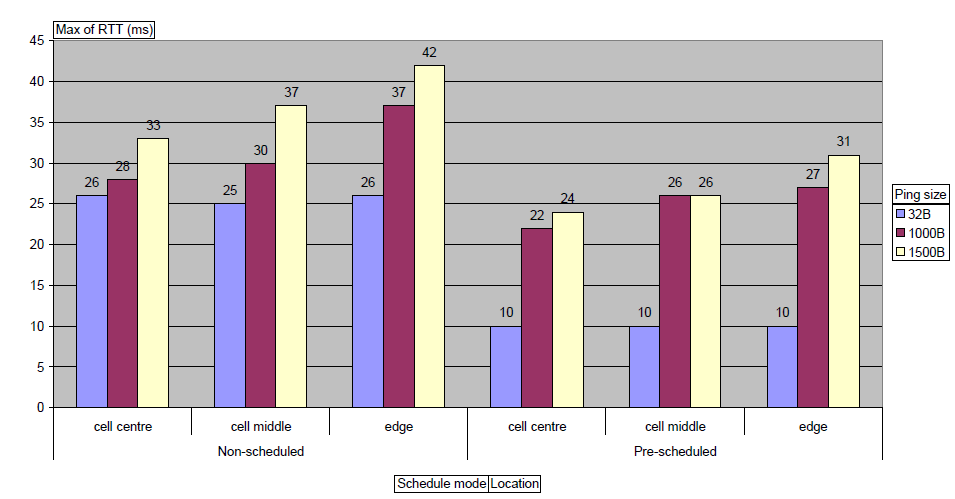 Max of RTT (ms)
45
42
40
37
37
35
33
31
30
30
28
27
26
25
26
26
26
25
24
22
20
15
10
10
10
10
5
0
cell centre
cell middle
edge
cell centre
cell middle
edge
Non-scheduled
Pre-scheduled
Schedule mode
Location
Ping size
32B
1000B
1500B